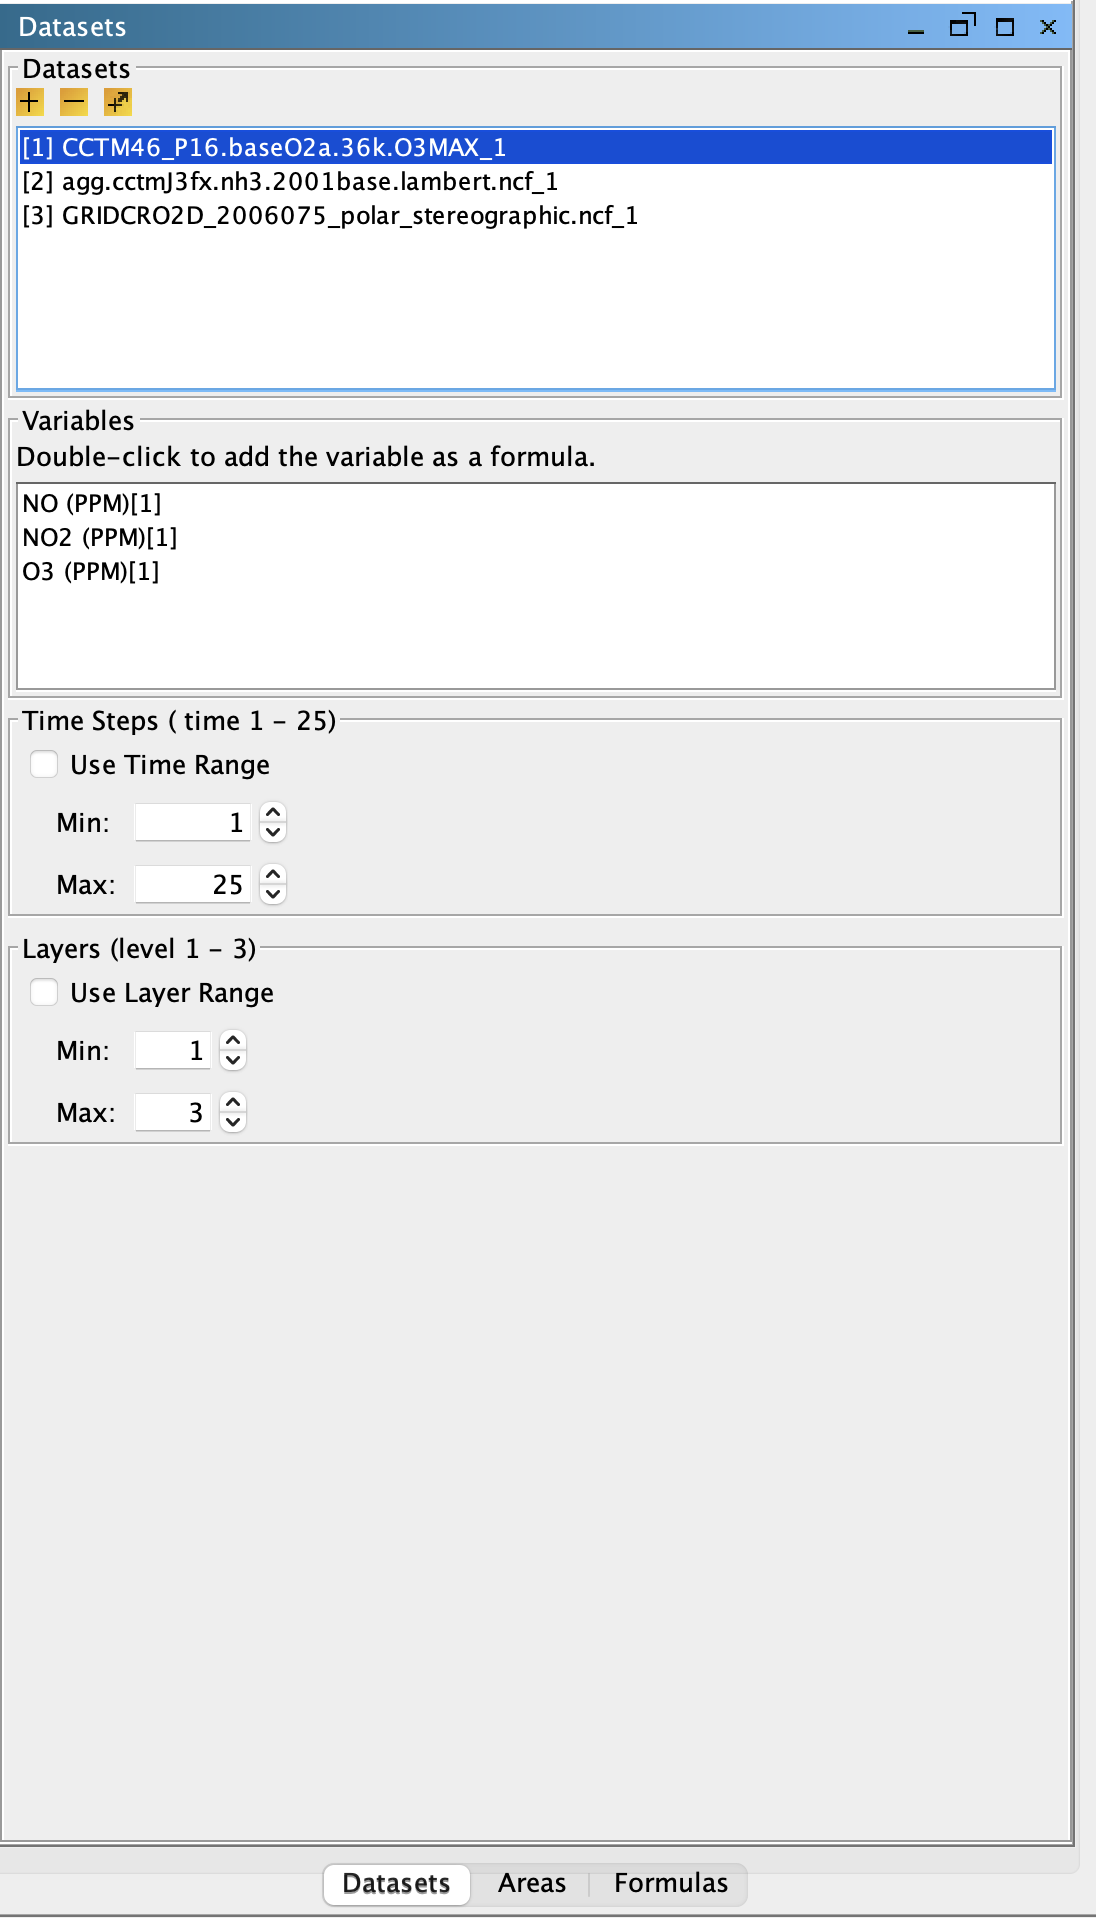 Datasets
Datasets
[1] CCTM46_P16.baseO2a.36k.O3MAX_1
[2] agg.cctmJ3fx.nh3.2001base.lambert.ncf_1
[3] GRIDCRO2D_2006075_polar_stereographic.ncf_1
Variables
Double-click to add the variable as a formula.
NO (PPM)[1]
NO2 (PPM)[1]
O3 (PPM)[1]
Time Steps ( time 1 - 25)
Use Time Range
Min: 1
Max: 25
Layers (level 1 - 3)
Use Layer Range
Min: 1
Max: 3
Datasets Areas Formulas